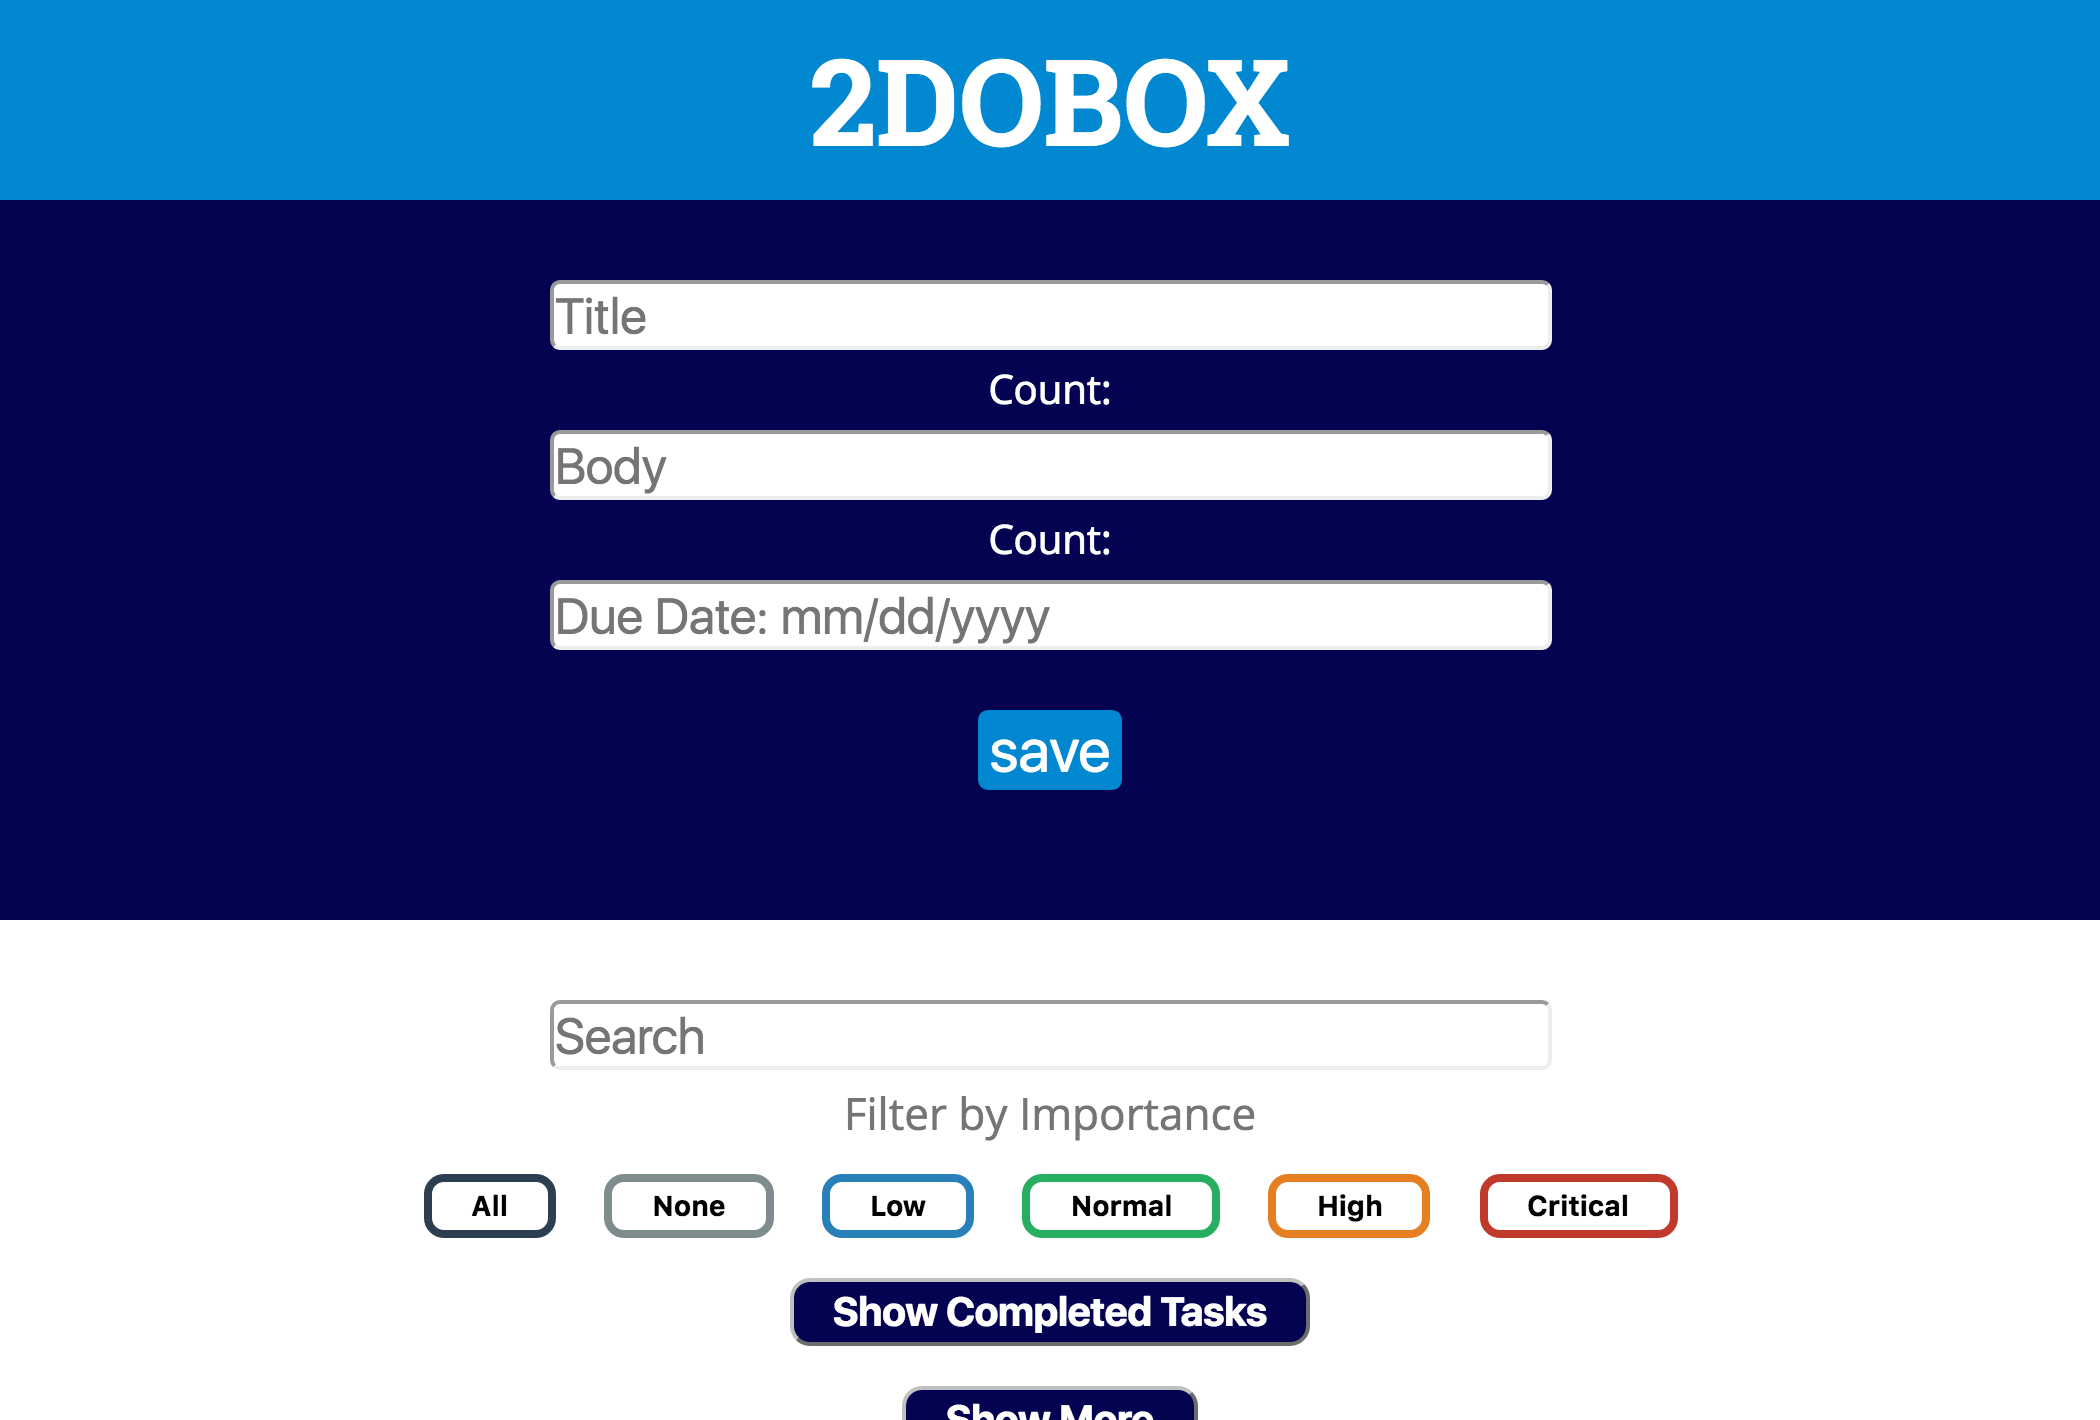 2DOBOX
Title
Count:
Body
Count:
Due Date: mm/dd/yyyy
save
Search
Filter by Importance
All None Low Normal High Critical
Show Completed Tasks
Show More